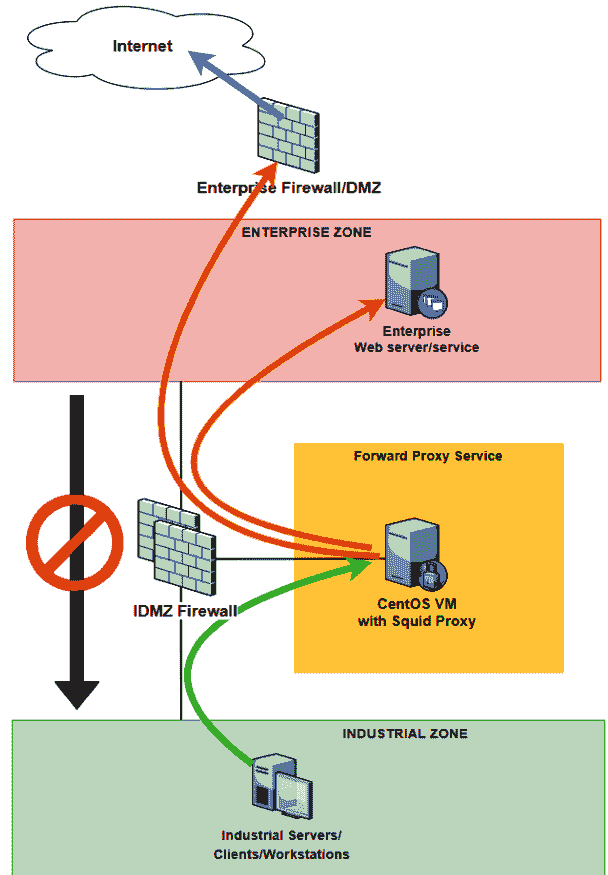 Internet
Enterprise Firewall/DMZ
ENTERPRISE ZONE
Enterprise
Web server/service
Forward Proxy Service
IDMZ Firewall
CentOS VM
with Squid Proxy
INDUSTRIAL ZONE
Industrial Servers/
Clients/Workstations